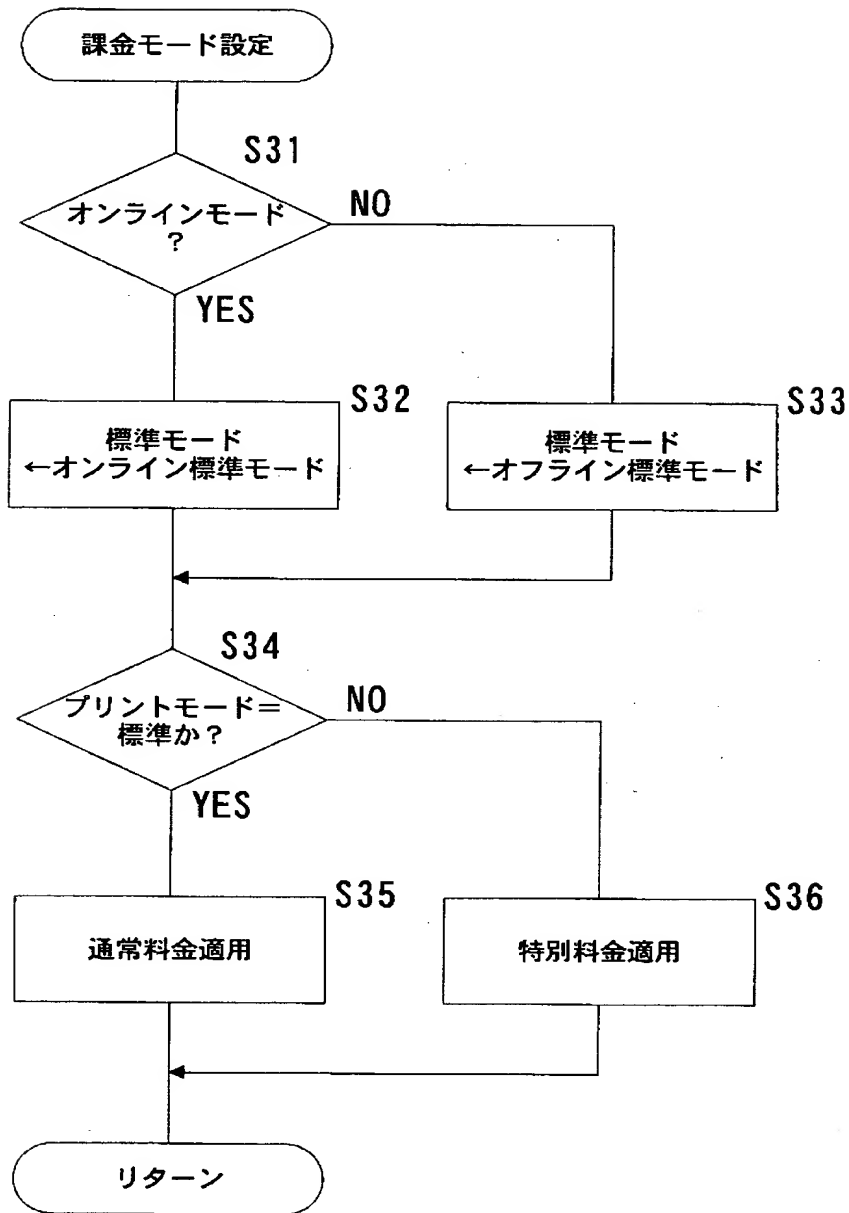 課金モード設定
S31
オンラインモード
?
NO
YES
S32
標準モード
←オンライン標準モード
S33
標準モード
←オフライン標準モード
S34
プリントモード=
標準か?
NO
YES
S35
通常料金適用
S36
特別料金適用
リターン